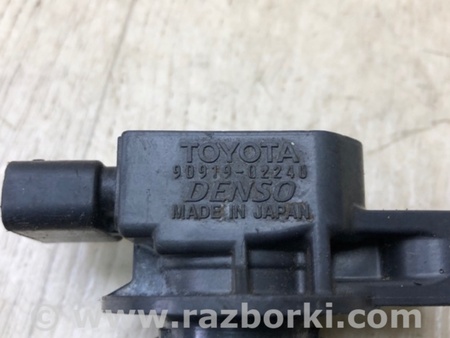 TOYOTA
90919-02240
DENSO
MADE IN JAPAN
www.razborki.com